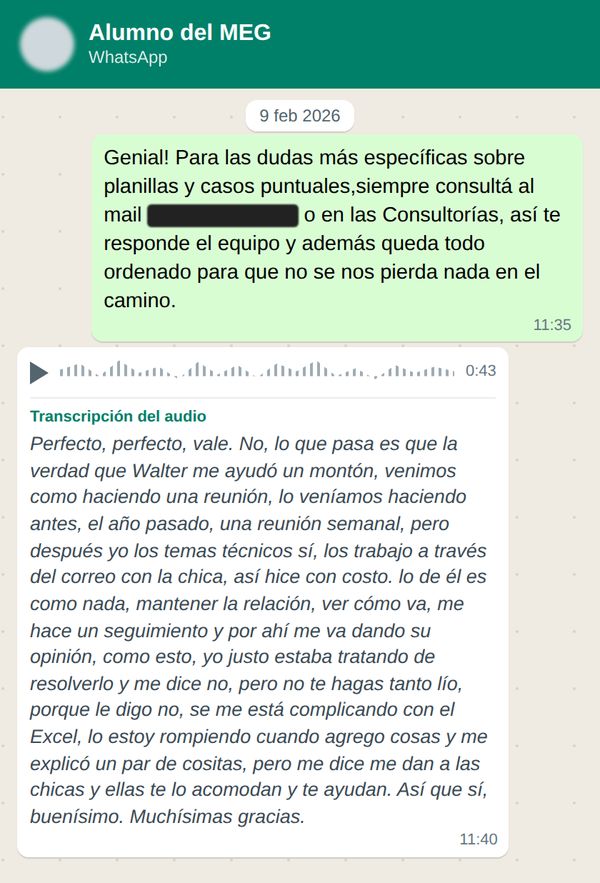 Alumno del MEG
WhatsApp
9 feb 2026
Genial! Para las dudas más específicas sobre
planillas y casos puntuales,siempre consultá al
mail o en las Consultorías, así te
responde el equipo y además queda todo
ordenado para que no se nos pierda nada en el
camino.
11:35
0:43
Transcripción del audio
Perfecto, perfecto, vale. No, lo que pasa es que la
verdad que Walter me ayudó un montón, venimos
como haciendo una reunión, lo veníamos haciendo
antes, el año pasado, una reunión semanal, pero
después yo los temas técnicos sí, los trabajo a través
del correo con la chica, así hice con costo. lo de él es
como nada, mantener la relación, ver cómo va, me
hace un seguimiento y por ahí me va dando su
opinión, como esto, yo justo estaba tratando de
resolverlo y me dice no, pero no te hagas tanto lío,
porque le digo no, se me está complicando con el
Excel, lo estoy rompiendo cuando agrego cosas y me
explicó un par de cositas, pero me dice me dan a las
chicas y ellas te lo acomodan y te ayudan. Así que sí,
buenísimo. Muchísimas gracias.
11:40